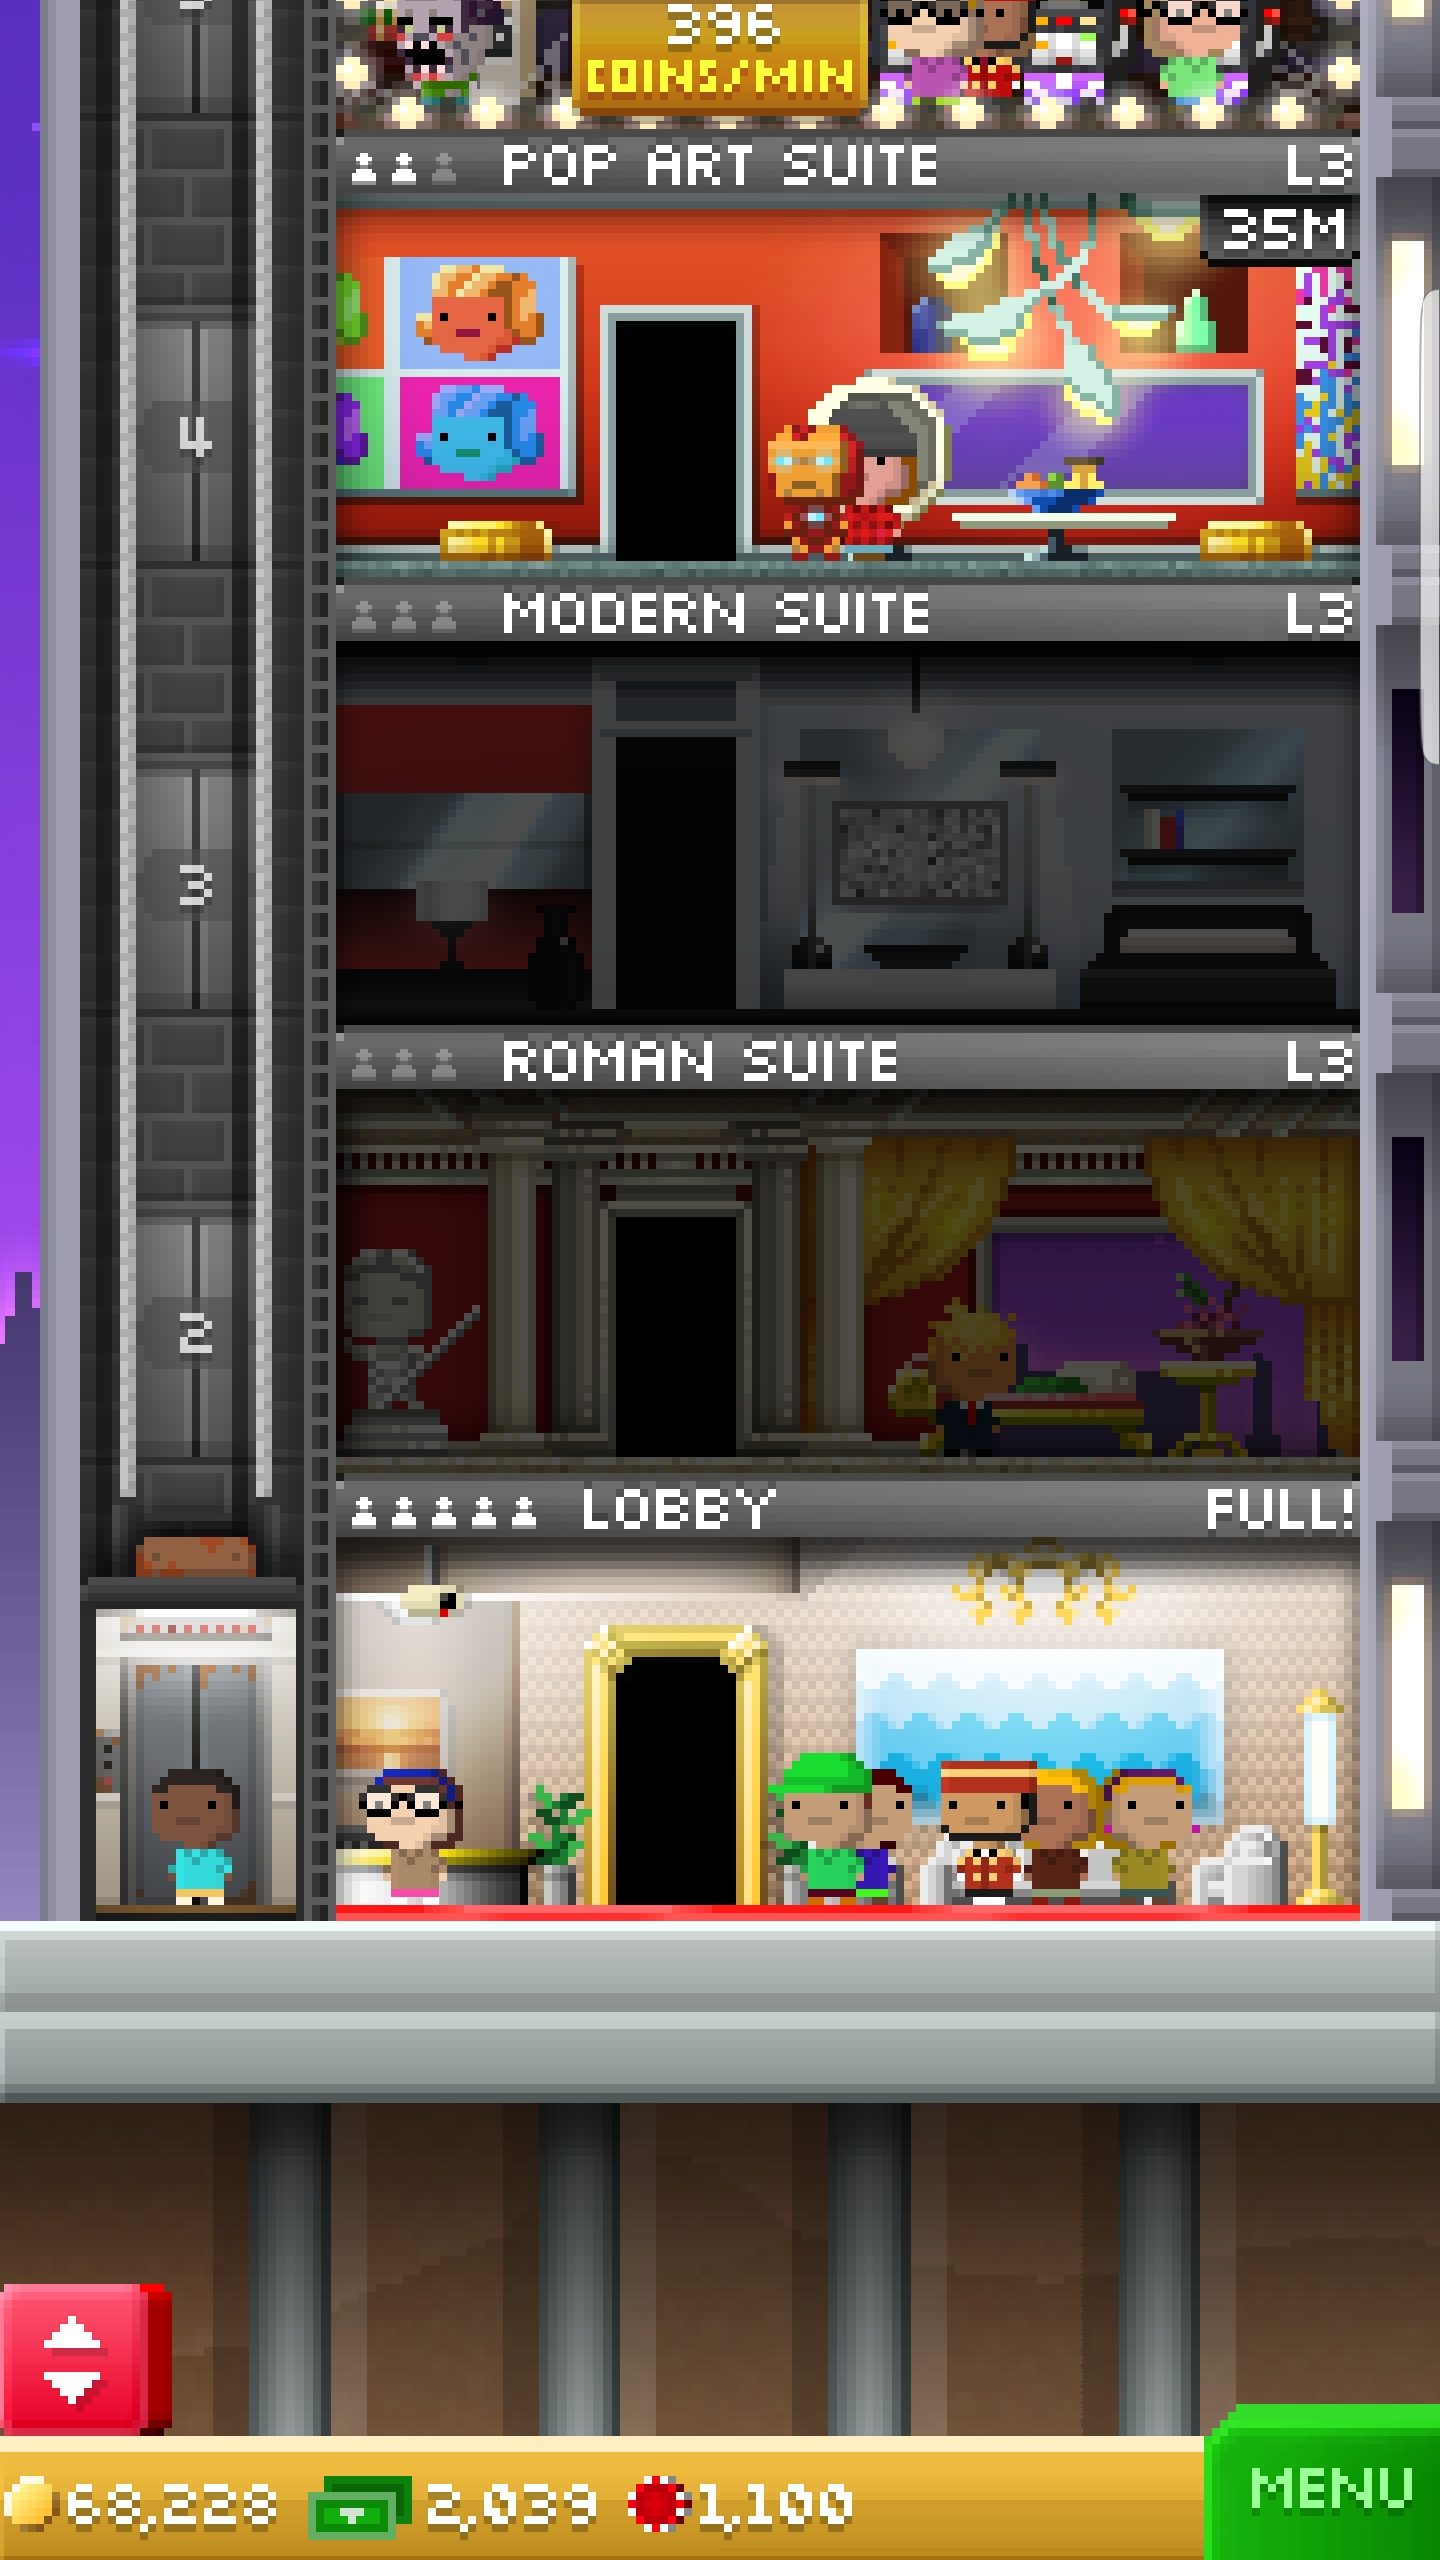 396
COINS/MIN
POP ART SUITE L3
35M
4
MODERN SUITE L3
3
ROMAN SUITE L3
2
LOBBY FULL!
68,228 2,039 1,100
MENU